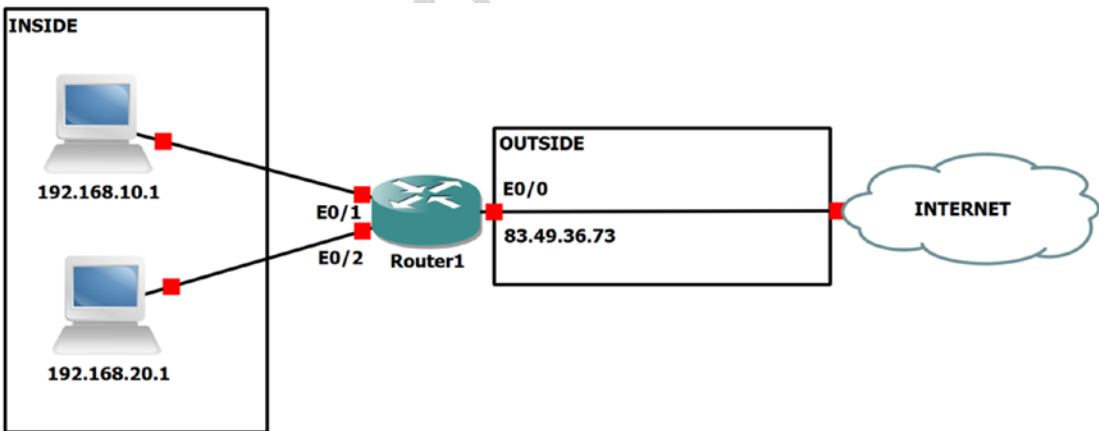 INSIDE
192.168.10.1
192.168.20.1
E0/1
E0/2
Router1
OUTSIDE
E0/0
83.49.36.73
INTERNET